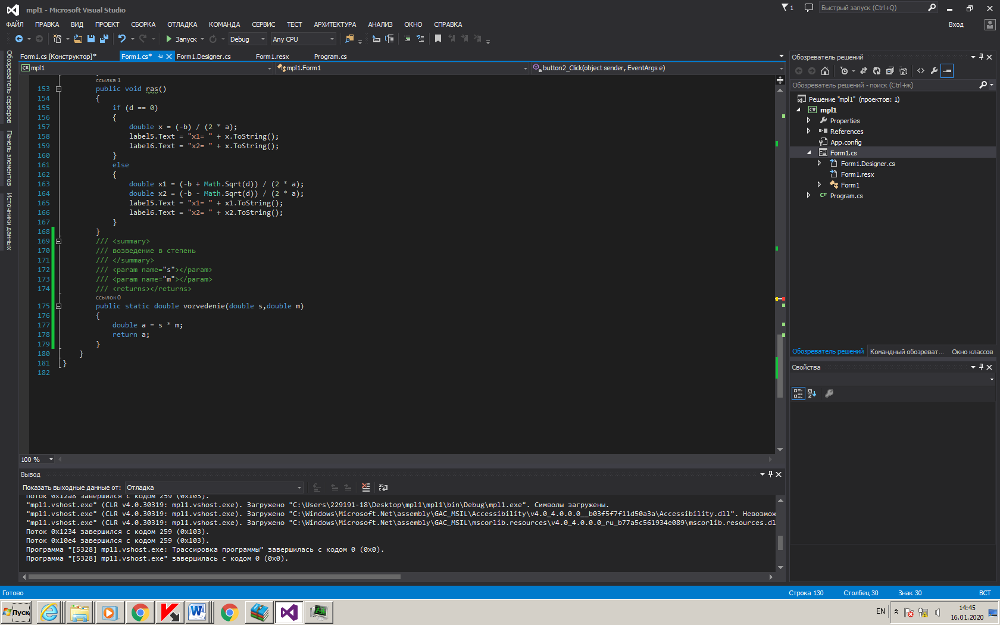 mpl1 - Microsoft Visual Studio
1
Быстрый запуск (Ctrl+Q)
ФАЙЛ ПРАВКА ВИД ПРОЕКТ СБОРКА ОТЛАДКА КОМАНДА СЕРВИС ТЕСТ АРХИТЕКТУРА АНАЛИЗ ОКНО СПРАВКА
Вход
Запуск Debug Any CPU
Обозреватель серверов
Панель элементов
Источники данных
Form1.cs [Конструктор]* Form1.cs* Form1.Designer.cs Form1.resx Program.cs
mpl1 mpl1.Form1 button2_Click(object sender, EventArgs e)
ссылка 1
153 public void ras()
154 {
155 if (d == 0)
156 {
157 double x = (-b) / (2 * a);
158 label5.Text = "x1= " + x.ToString();
159 label6.Text = "x2= " + x.ToString();
160 }
161 else
162 {
163 double x1 = (-b + Math.Sqrt(d)) / (2 * a);
164 double x2 = (-b - Math.Sqrt(d)) / (2 * a);
165 label5.Text = "x1= " + x1.ToString();
166 label6.Text = "x2= " + x2.ToString();
167 }
168 }
169 /// <summary>
170 /// возведение в степень
171 /// </summary>
172 /// <param name="s"></param>
173 /// <param name="m"></param>
174 /// <returns></returns>
ссылок 0
175 public static double vozvedenie(double s,double m)
176 {
177 double a = s * m;
178 return a;
179 }
180 }
181 }
182
100 %
Вывод
Показать выходные данные от: Отладка
Поток 0x12a8 завершился с кодом 259 (0x103).
"mpl1.vshost.exe" (CLR v4.0.30319: mpl1.vshost.exe). Загружено "C:\Users\229191-18\Desktop\mpl1\mpl1\bin\Debug\mpl1.exe". Символы загружены.
"mpl1.vshost.exe" (CLR v4.0.30319: mpl1.vshost.exe). Загружено "C:\Windows\Microsoft.Net\assembly\GAC_MSIL\Accessibility\v4.0_4.0.0.0__b03f5f7f11d50a3a\Accessibility.dll". Невозмож
"mpl1.vshost.exe" (CLR v4.0.30319: mpl1.vshost.exe). Загружено "C:\Windows\Microsoft.Net\assembly\GAC_MSIL\mscorlib.resources\v4.0_4.0.0.0_ru_b77a5c561934e089\mscorlib.resources.dl
Поток 0x1234 завершился с кодом 259 (0x103).
Поток 0x10e4 завершился с кодом 259 (0x103).
Программа "[5328] mpl1.vshost.exe: Трассировка программы" завершилась с кодом 0 (0x0).
Программа "[5328] mpl1.vshost.exe" завершилась с кодом 0 (0x0).
Обозреватель решений
Обозреватель решений - поиск (Ctrl+ж)
Решение "mpl1" (проектов: 1)
mpl1
Properties
References
App.config
Form1.cs
Form1.Designer.cs
Form1.resx
Form1
Program.cs
Обозреватель решений Командный обозреват... Окно классов
Свойства
Готово Строка 130 Столбец 30 Знак 30 ВСТ
Пуск
EN
14:45
16.01.2020